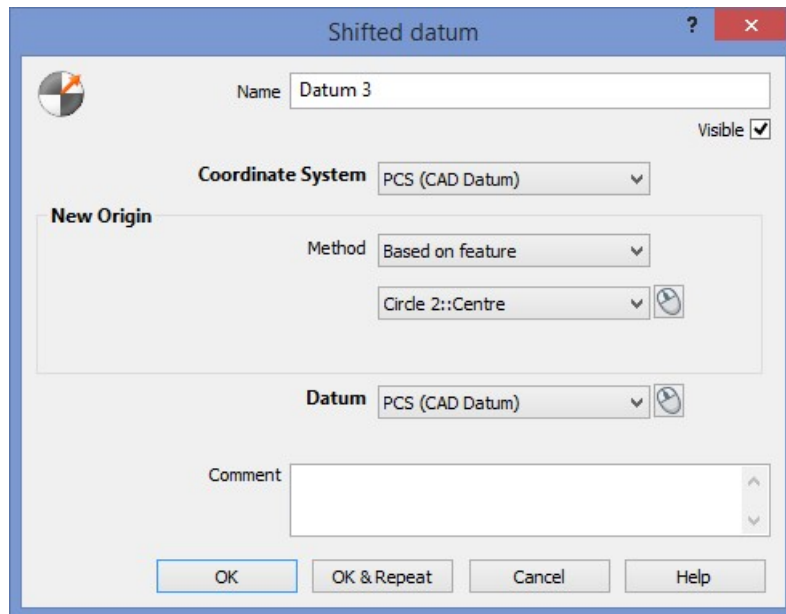 Shifted datum
?
Name Datum 3
Visible
Coordinate System PCS (CAD Datum)
New Origin
Method Based on feature
Circle 2::Centre
Datum PCS (CAD Datum)
Comment
OK OK & Repeat Cancel Help